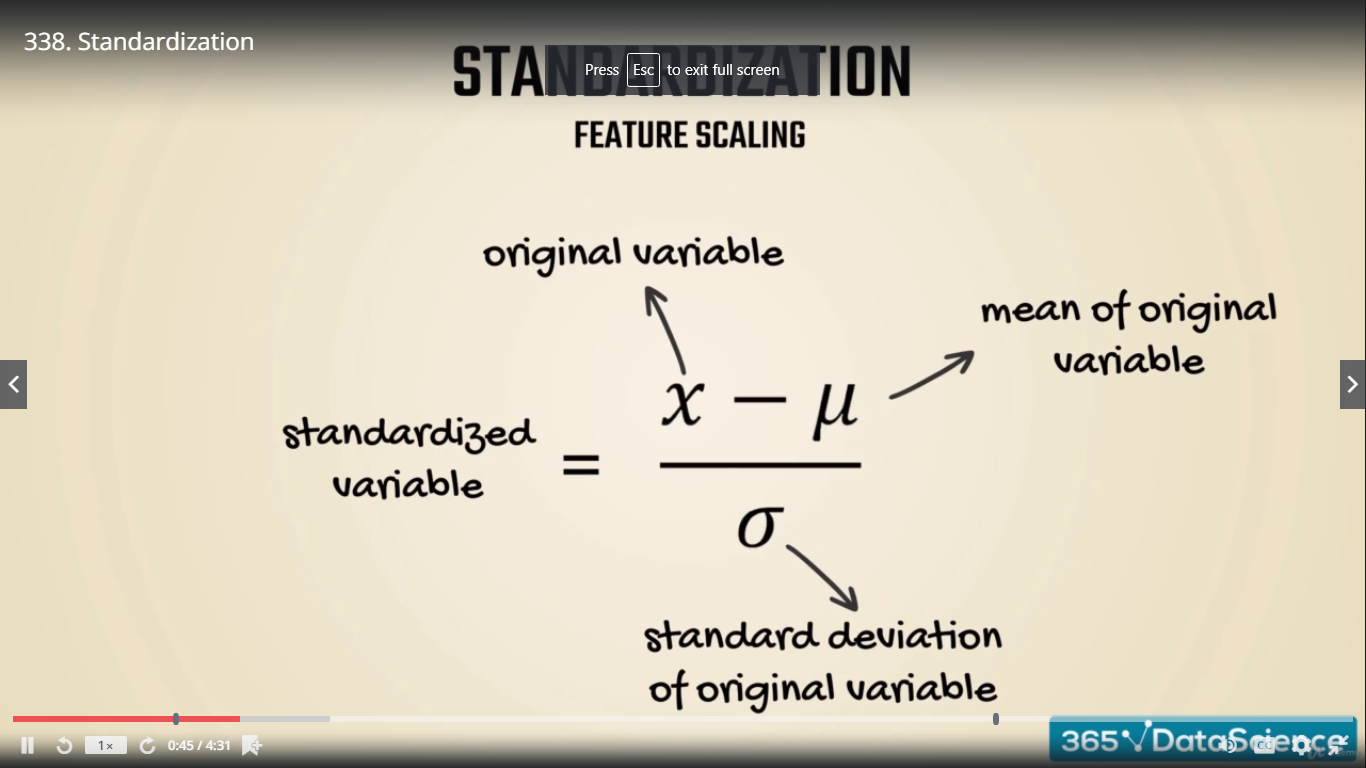 338. Standardization
STANDARDIZATION
Press Esc to exit full screen
FEATURE SCALING
original variable
mean of original
variable
x − μ
standardized
variable
=
σ
standard deviation
of original variable
1×
0:45 / 4:31
365 DataScience
CC